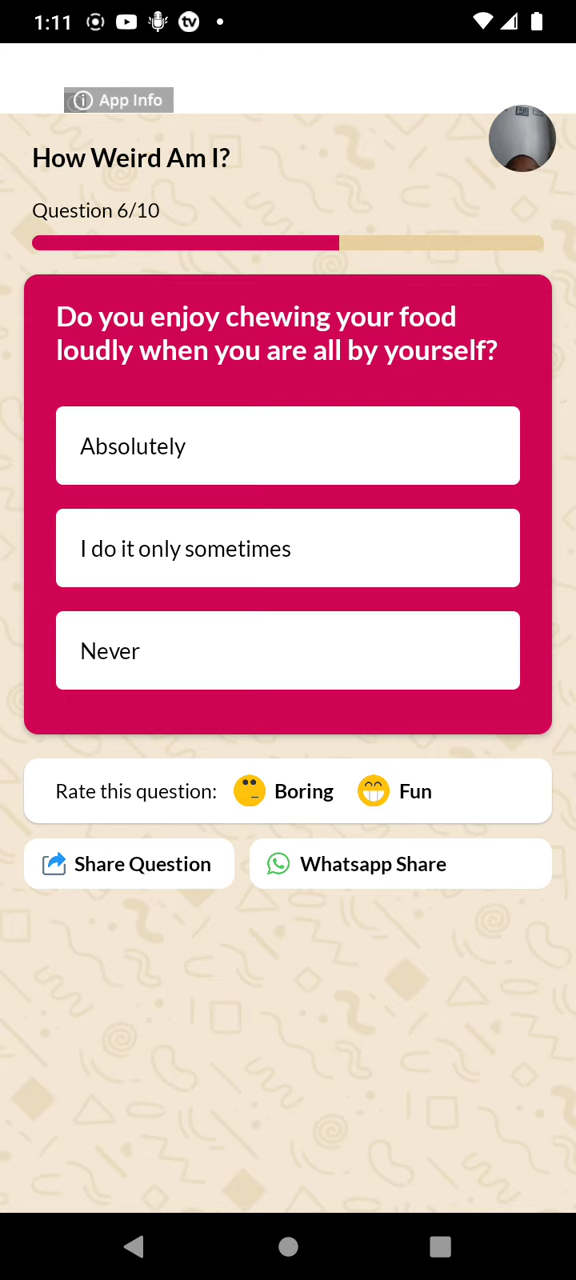 1:11
tv
App Info
How Weird Am I?
Question 6/10
Do you enjoy chewing your food
loudly when you are all by yourself?
Absolutely
I do it only sometimes
Never
Rate this question: Boring Fun
Share Question Whatsapp Share